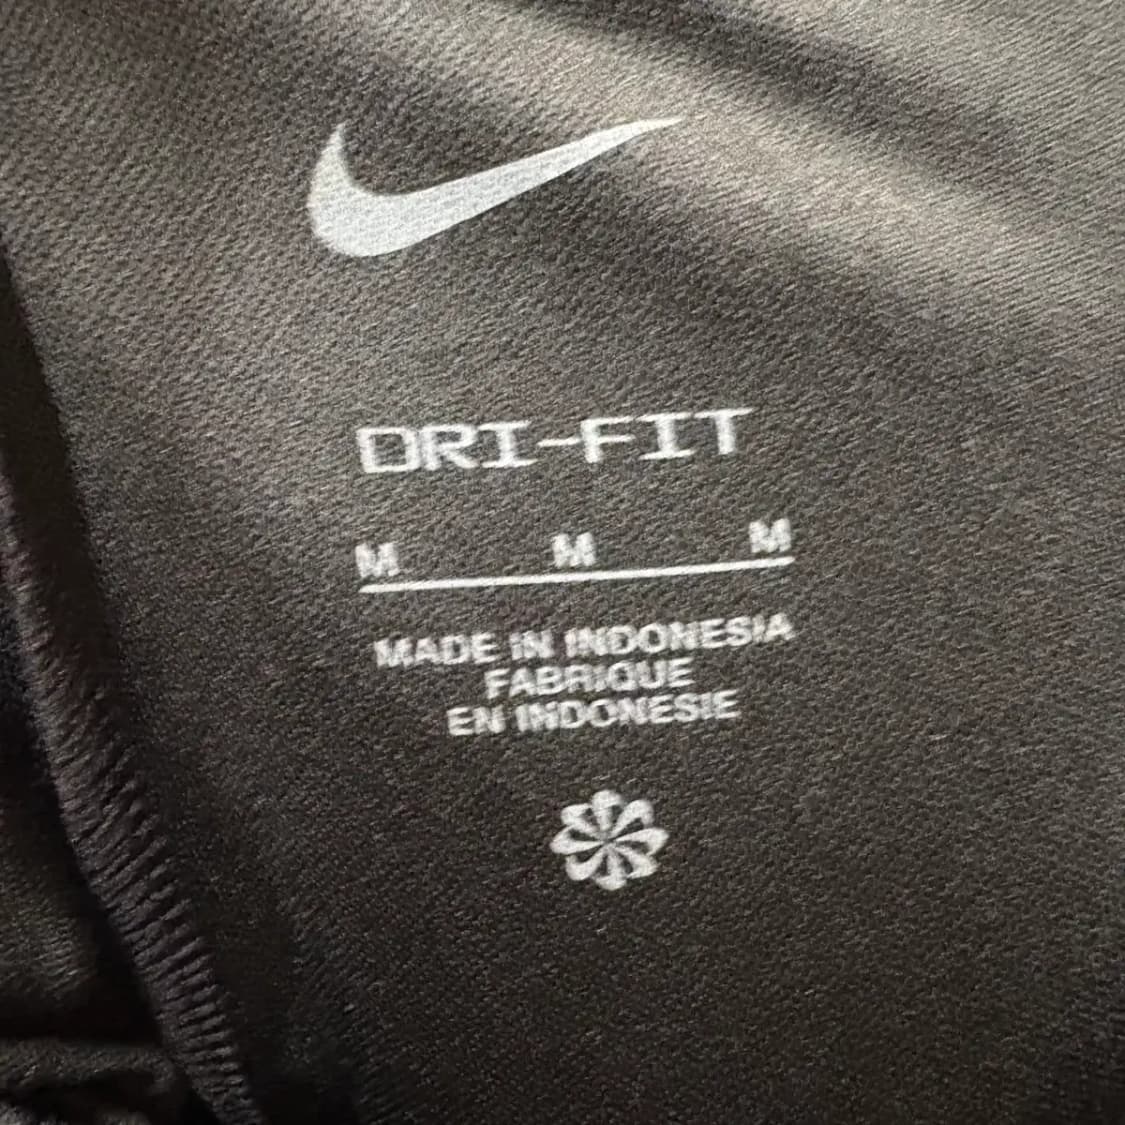 DRI-FIT
M M M
MADE IN INDONESIA
FABRIQUE
EN INDONESIE